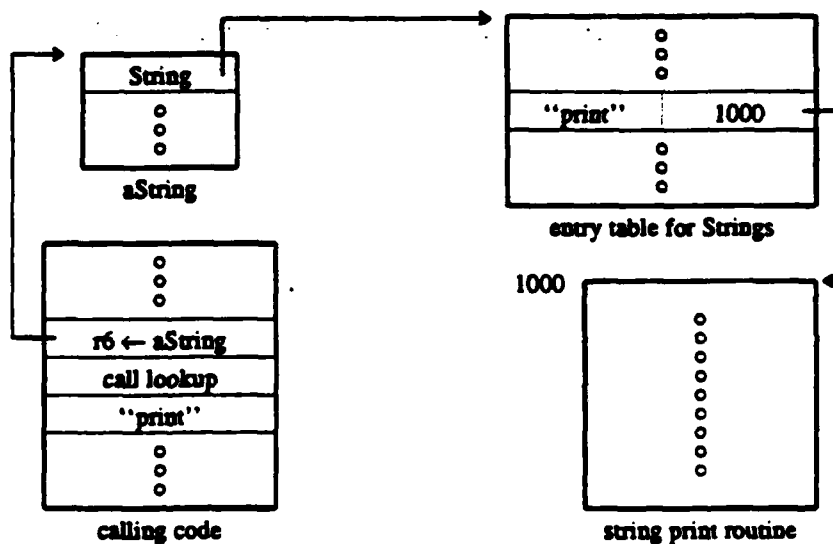 String
aString
"print" 1000
entry table for Strings
r6 ← aString
call lookup
"print"
calling code
1000
string print routine